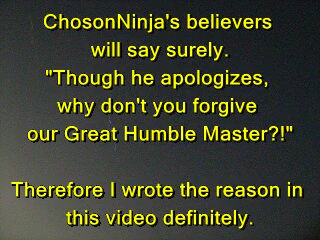 ChosonNinja's believers
will say surely.
"Though he apologizes,
why don't you forgive
our Great Humble Master?!"
Therefore I wrote the reason in
this video definitely.